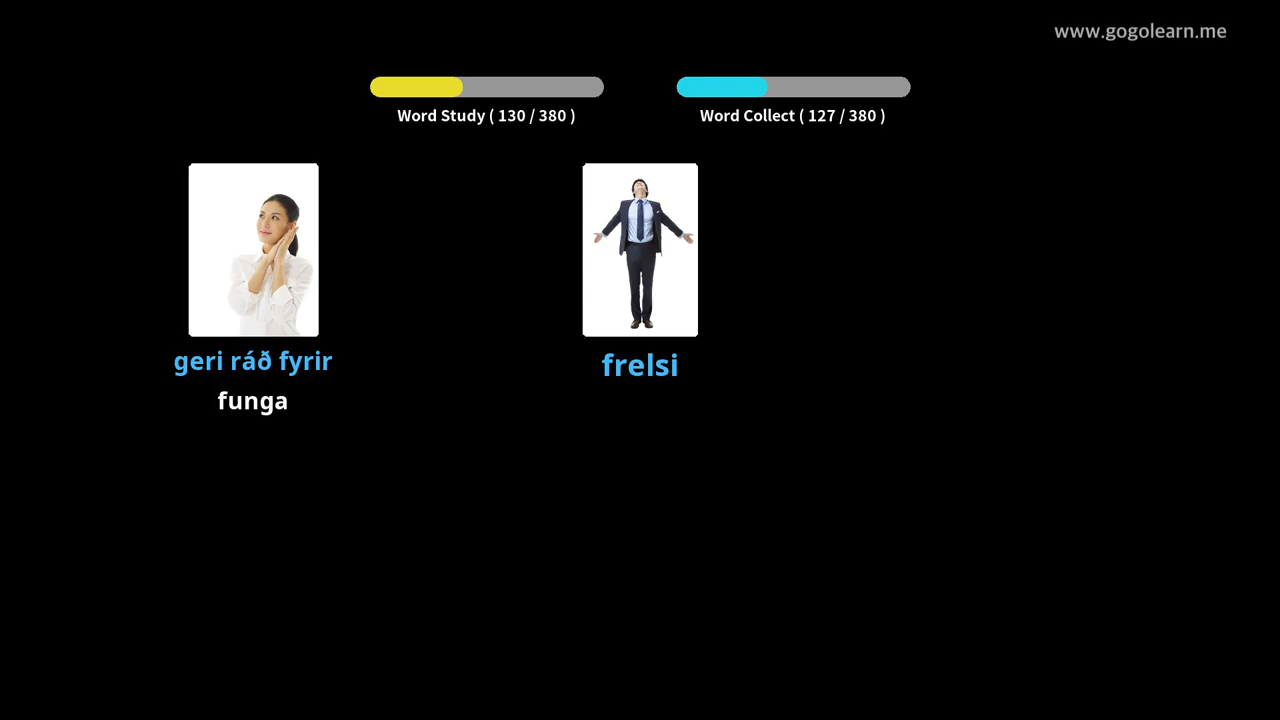 www.gogolearn.me
Word Study ( 130 / 380 )
Word Collect ( 127 / 380 )
geri ráð fyrir
funga
frelsi